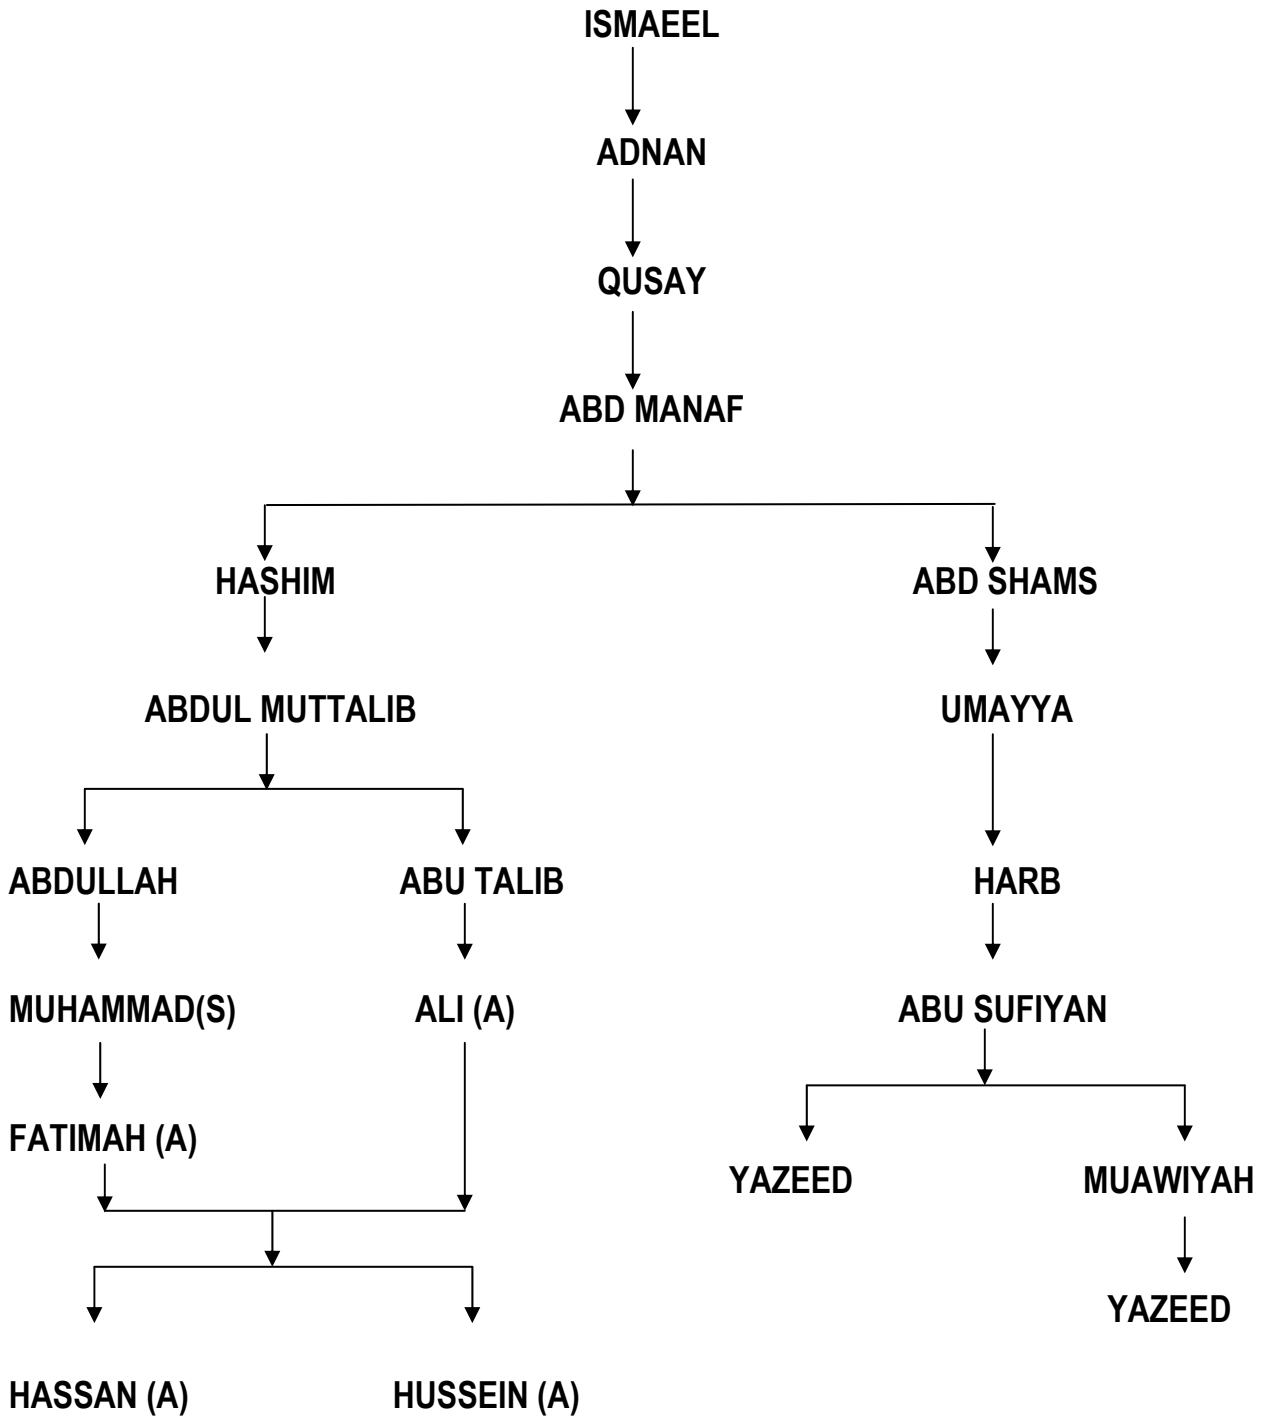 ISMAEEL
ADNAN
QUSAY
ABD MANAF
HASHIM
ABD SHAMS
ABDUL MUTTALIB
UMAYYA
ABDULLAH
ABU TALIB
HARB
MUHAMMAD(S)
ALI (A)
ABU SUFIYAN
FATIMAH (A)
YAZEED
MUAWIYAH
YAZEED
HASSAN (A)
HUSSEIN (A)